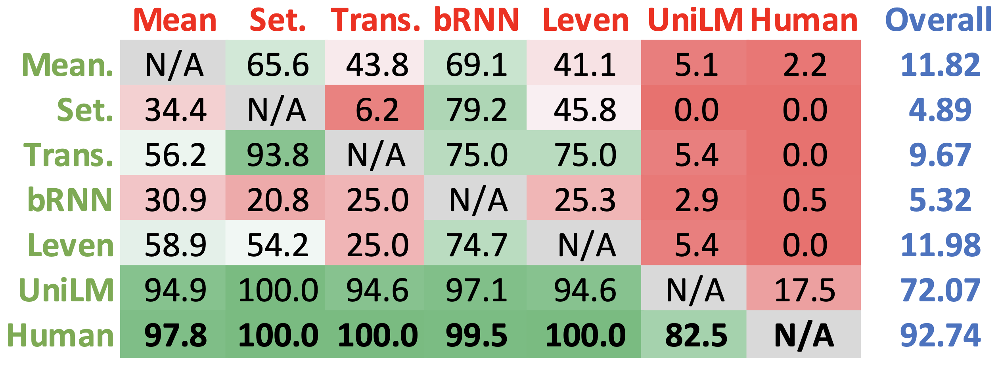 Mean Set. Trans. bRNN Leven UniLM Human Overall
Mean. N/A 65.6 43.8 69.1 41.1 5.1 2.2 11.82
Set. 34.4 N/A 6.2 79.2 45.8 0.0 0.0 4.89
Trans. 56.2 93.8 N/A 75.0 75.0 5.4 0.0 9.67
bRNN 30.9 20.8 25.0 N/A 25.3 2.9 0.5 5.32
Leven 58.9 54.2 25.0 74.7 N/A 5.4 0.0 11.98
UniLM 94.9 100.0 94.6 97.1 94.6 N/A 17.5 72.07
Human 97.8 100.0 100.0 99.5 100.0 82.5 N/A 92.74